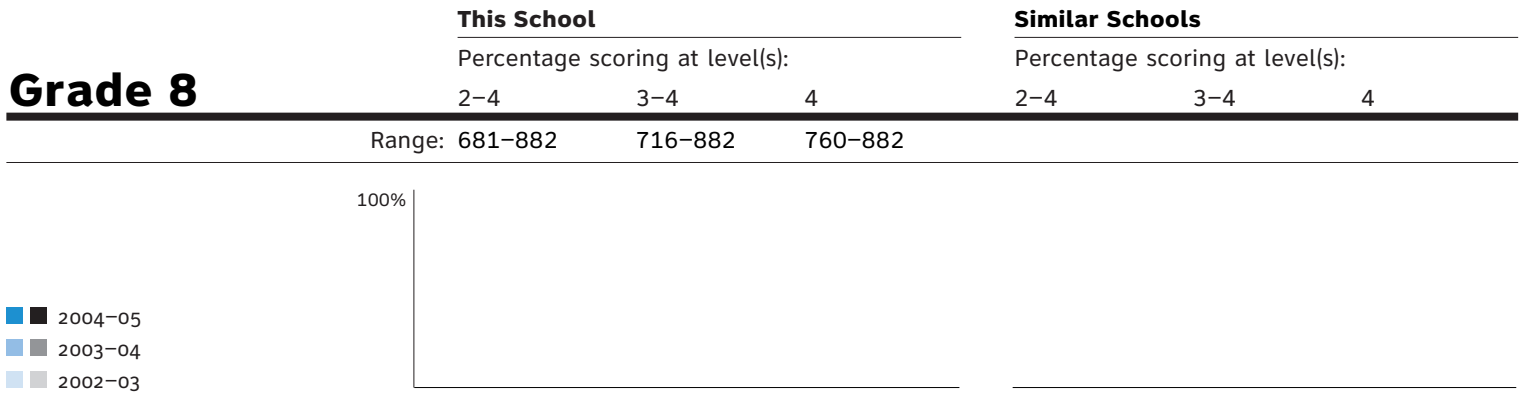 This School Similar Schools
Percentage scoring at level(s): Percentage scoring at level(s):
Grade 8 2–4 3–4 4 2–4 3–4 4
Range: 681–882 716–882 760–882
100%
2004–05
2003–04
2002–03